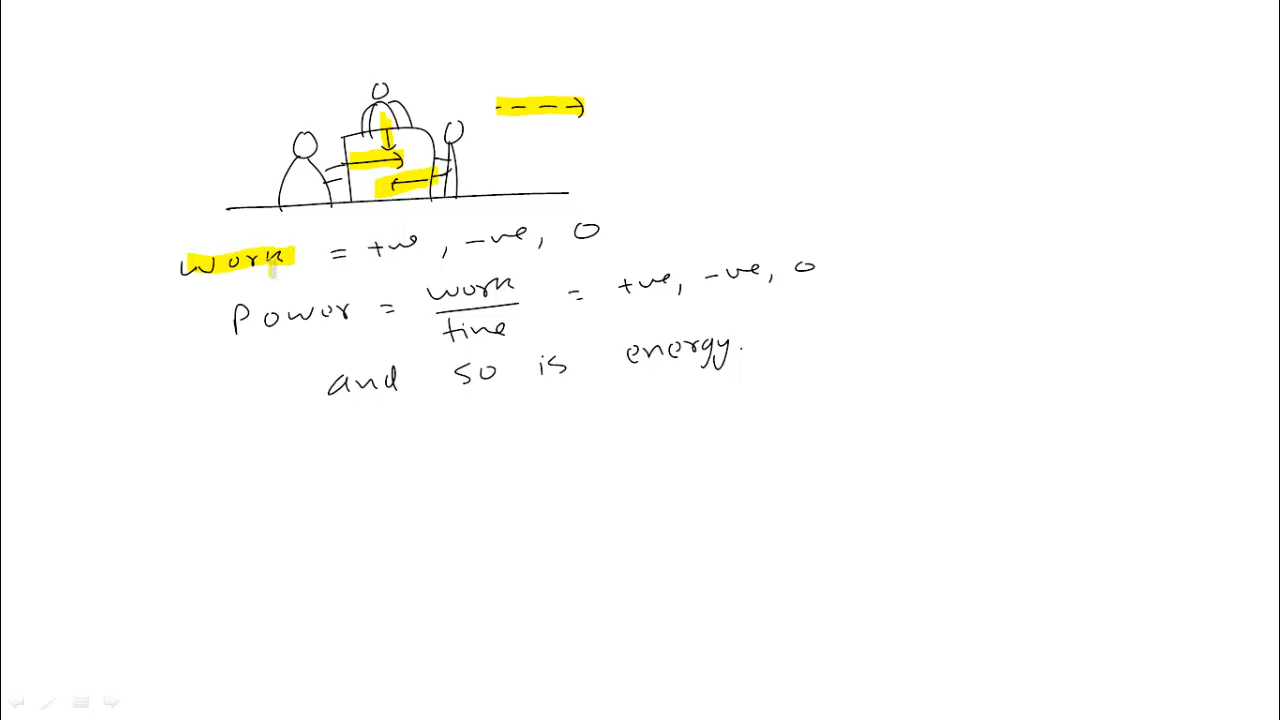 work = +ve, -ve, 0
Power = work/time = +ve, -ve, 0
and so is energy.